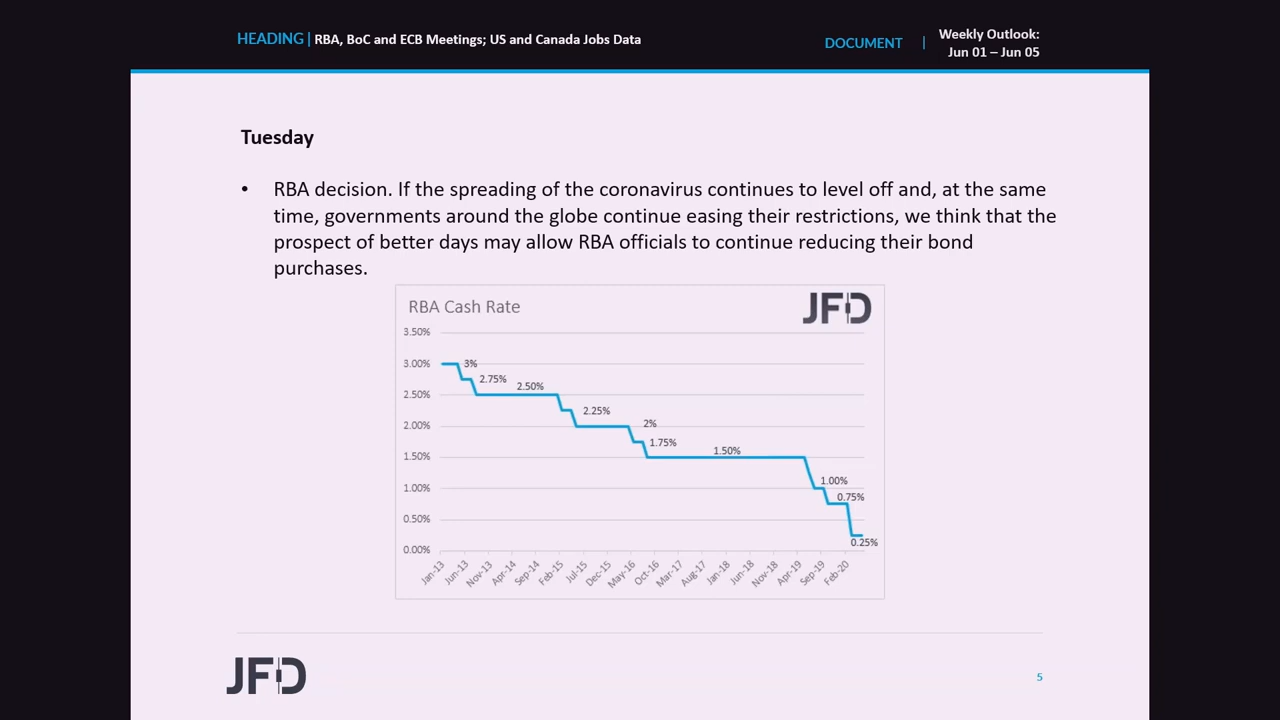 HEADING | RBA, BoC and ECB Meetings; US and Canada Jobs Data
DOCUMENT | Weekly Outlook:
Jun 01 – Jun 05
Tuesday
• RBA decision. If the spreading of the coronavirus continues to level off and, at the same
time, governments around the globe continue easing their restrictions, we think that the
prospect of better days may allow RBA officials to continue reducing their bond
purchases.
RBA Cash Rate
JFD
3.50%
3.00%
2.50%
2.00%
1.50%
1.00%
0.50%
0.00%
3%
2.75%
2.50%
2.25%
2%
1.75%
1.50%
1.00%
0.75%
0.25%
Jan-13
Jun-13
Nov-13
Apr-14
Sep-14
Feb-15
Jul-15
Dec-15
May-16
Oct-16
Mar-17
Aug-17
Jan-18
Jun-18
Nov-18
Apr-19
Sep-19
Feb-20
JFD
5